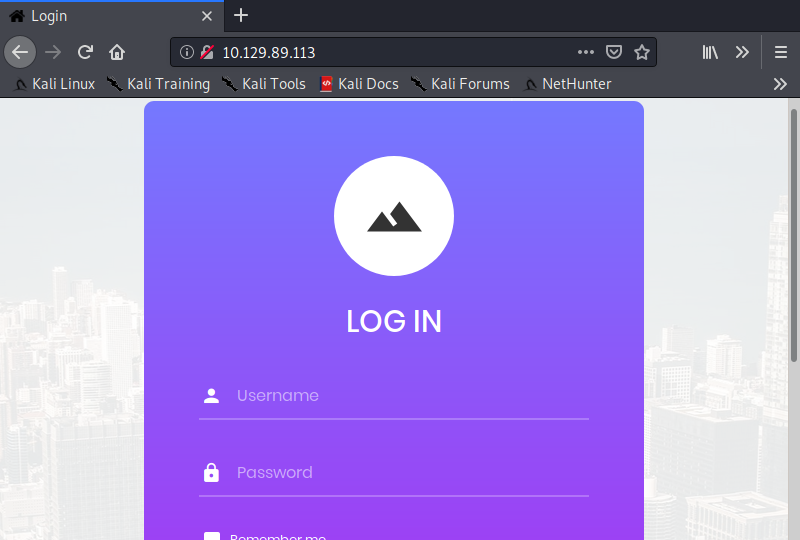 Login
10.129.89.113
Kali Linux Kali Training Kali Tools Kali Docs Kali Forums NetHunter
LOG IN
Username
Password
Remember me